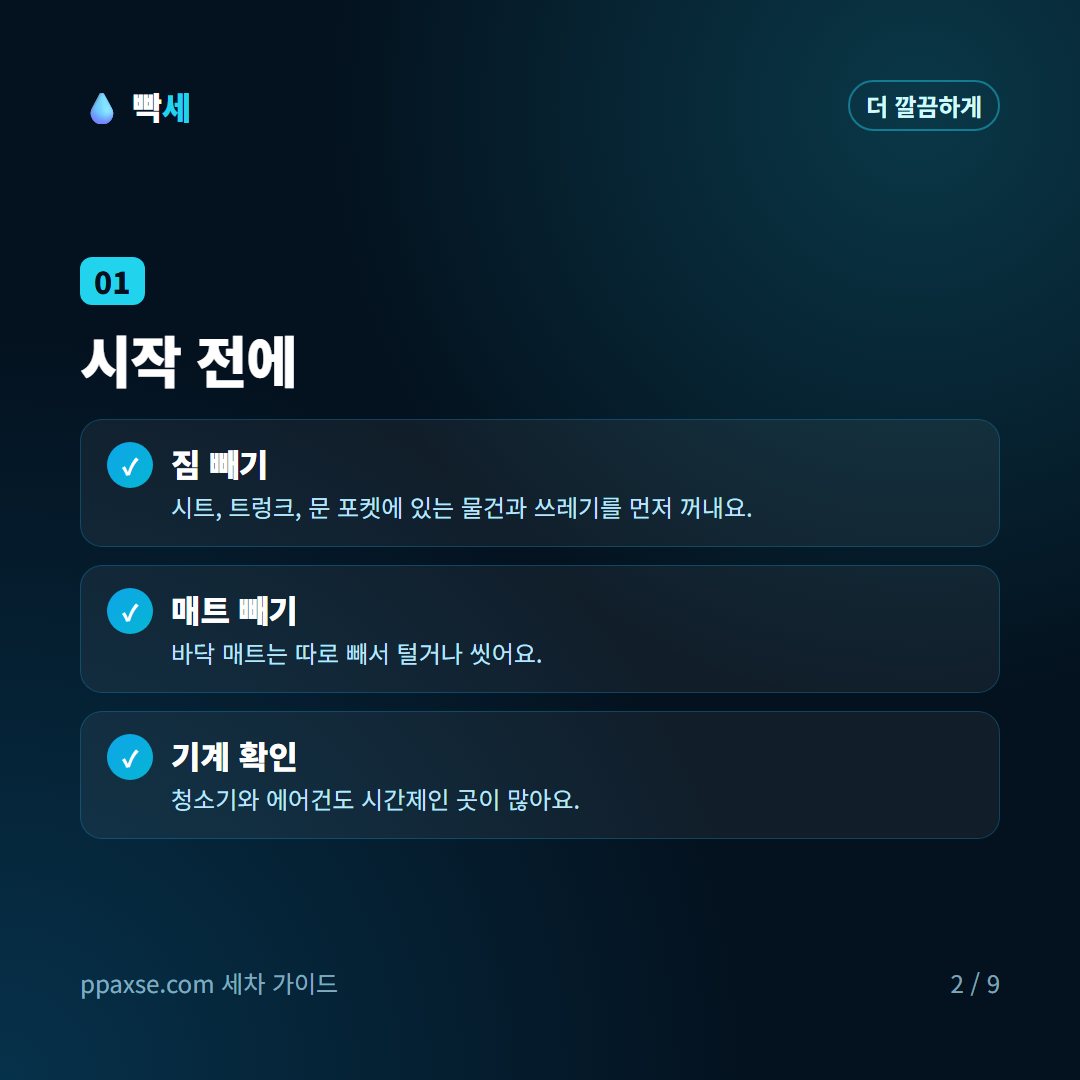 빡세
더 깔끔하게
01
시작 전에
✓ 짐 빼기
시트, 트렁크, 문 포켓에 있는 물건과 쓰레기를 먼저 꺼내요.
✓ 매트 빼기
바닥 매트는 따로 빼서 털거나 씻어요.
✓ 기계 확인
청소기와 에어건도 시간제인 곳이 많아요.
ppaxse.com 세차 가이드
2 / 9